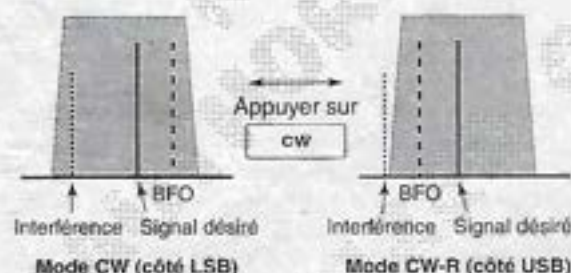 Appuyer sur
CW
BFO
Interférence Signal désiré
Mode CW (côté LSB)
BFO
Interférence Signal désiré
Mode CW-R (côté USB)